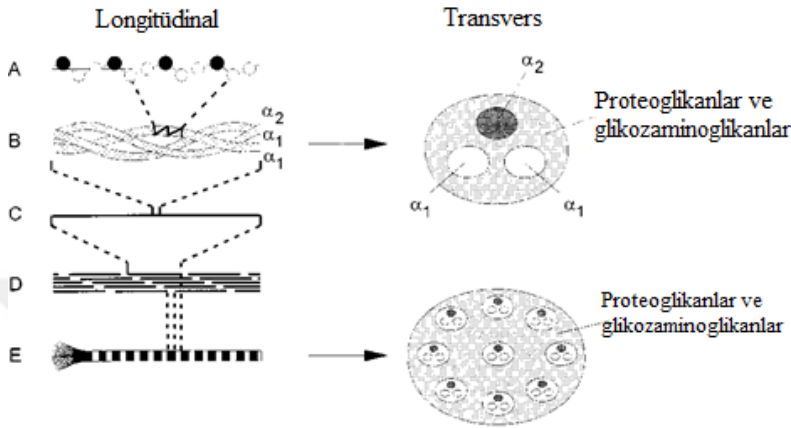 Longitüdinal
Transvers
A
α2
Proteoglikanlar ve
glikozaminoglikanlar
B
α2
α1
α1
α1
α1
C
D
Proteoglikanlar ve
glikozaminoglikanlar
E